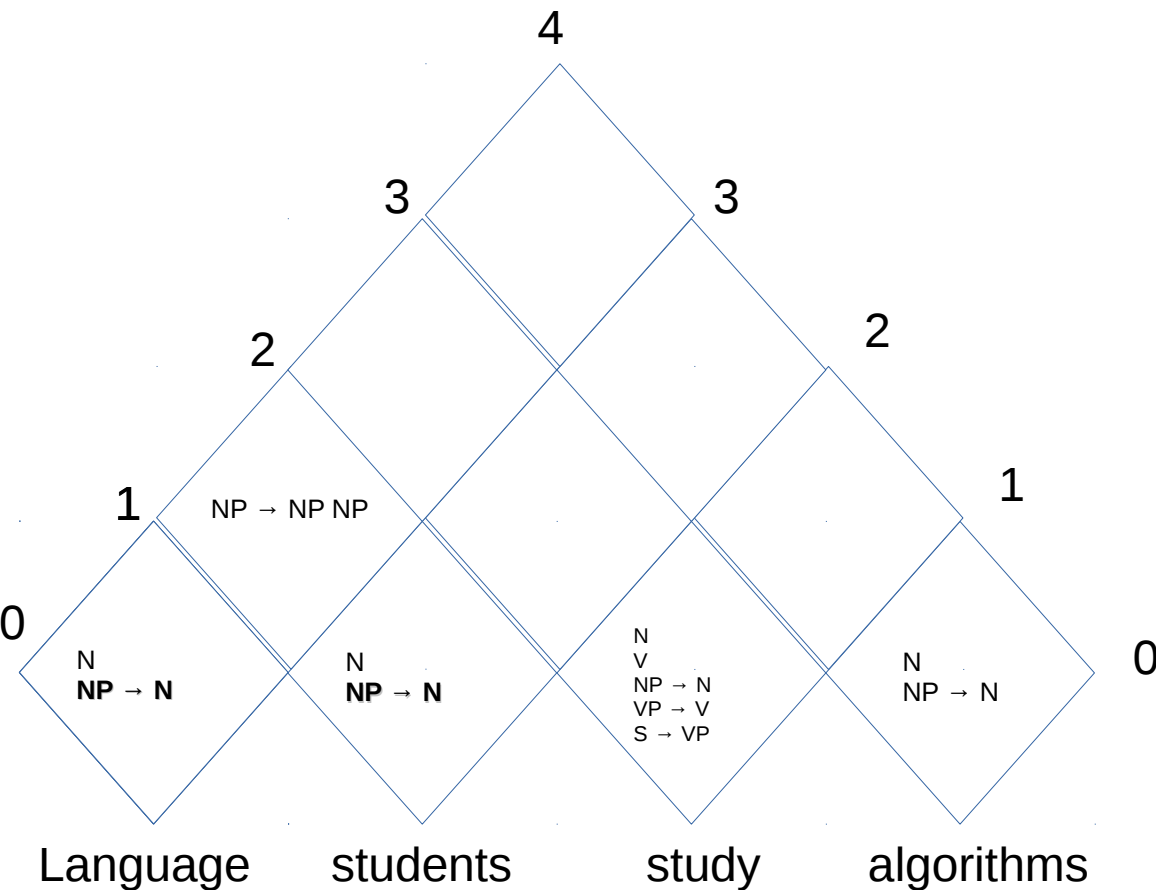 4
3 3
2 2
1 1
NP → NP NP
0 0
N
NP → N
N
NP → N
N
V
NP → N
VP → V
S → VP
N
NP → N
Language students study algorithms